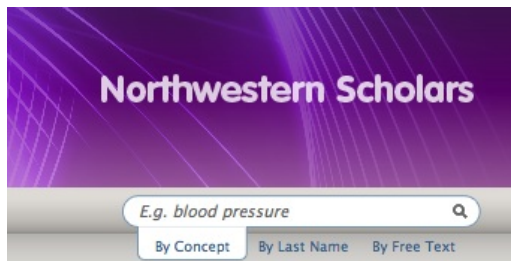 Northwestern Scholars
E.g. blood pressure
By Concept By Last Name By Free Text